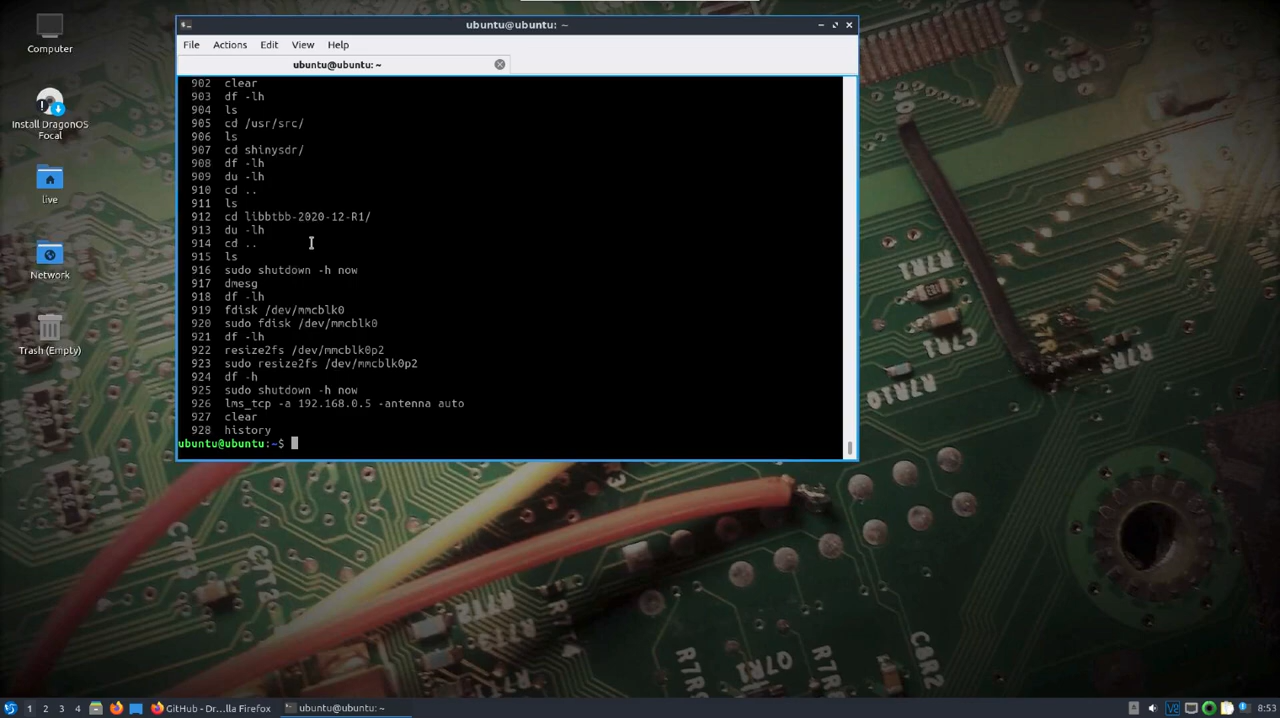 ubuntu@ubuntu: ~
File Actions Edit View Help
ubuntu@ubuntu: ~
902 clear
903 df -lh
904 ls
905 cd /usr/src/
906 ls
907 cd shinysdr/
908 df -lh
909 du -lh
910 cd ..
911 ls
912 cd libbtbb-2020-12-R1/
913 du -lh
914 cd ..
915 ls
916 sudo shutdown -h now
917 dmesg
918 df -lh
919 fdisk /dev/mmcblk0
920 sudo fdisk /dev/mmcblk0
921 df -lh
922 resize2fs /dev/mmcblk0p2
923 sudo resize2fs /dev/mmcblk0p2
924 df -h
925 sudo shutdown -h now
926 lms_tcp -a 192.168.0.5 -antenna auto
927 clear
928 history
ubuntu@ubuntu:~$
Computer
Install DragonOS
Focal
live
Network
Trash (Empty)
R7R1
C7R1
R7R10
C8R2
Q7R1
1 2 3 4 GitHub - Dr...lla Firefox ubuntu@ubuntu: ~ 8:53